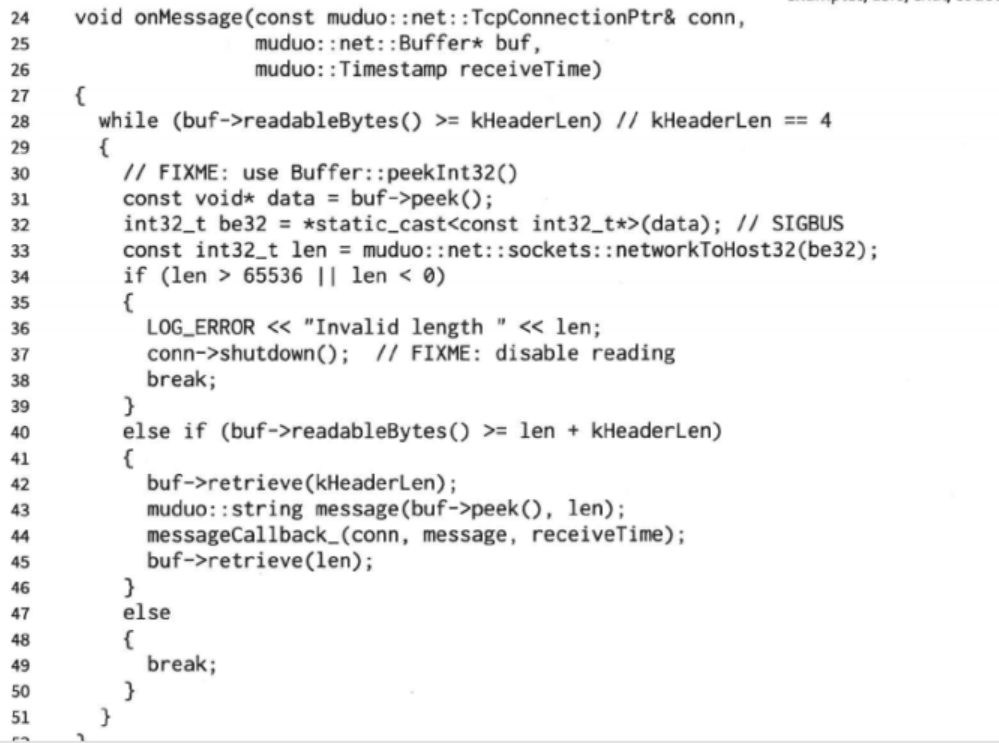 24 void onMessage(const muduo::net::TcpConnectionPtr& conn,
25 muduo::net::Buffer* buf,
26 muduo::Timestamp receiveTime)
27 {
28 while (buf->readableBytes() >= kHeaderLen) // kHeaderLen == 4
29 {
30 // FIXME: use Buffer::peekInt32()
31 const void* data = buf->peek();
32 int32_t be32 = *static_cast<const int32_t*>(data); // SIGBUS
33 const int32_t len = muduo::net::sockets::networkToHost32(be32);
34 if (len > 65536 || len < 0)
35 {
36 LOG_ERROR << "Invalid length " << len;
37 conn->shutdown(); // FIXME: disable reading
38 break;
39 }
40 else if (buf->readableBytes() >= len + kHeaderLen)
41 {
42 buf->retrieve(kHeaderLen);
43 muduo::string message(buf->peek(), len);
44 messageCallback_(conn, message, receiveTime);
45 buf->retrieve(len);
46 }
47 else
48 {
49 break;
50 }
51 }